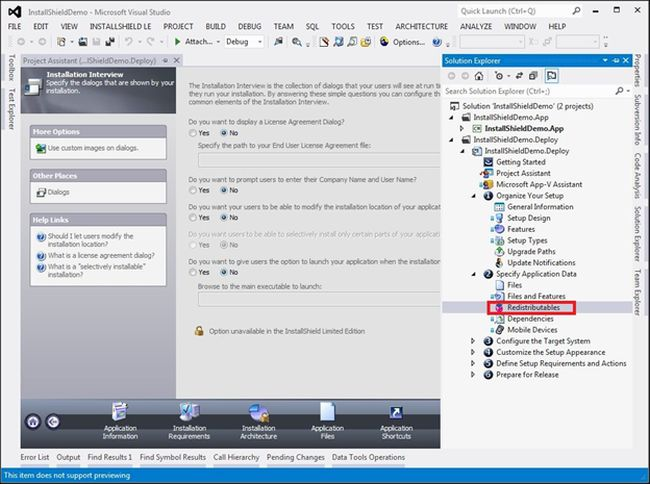 InstallShieldDemo - Microsoft Visual Studio
Quick Launch (Ctrl+Q)
FILE EDIT VIEW INSTALLSHIELD LE PROJECT BUILD DEBUG TEAM SQL TOOLS TEST ARCHITECTURE ANALYZE WINDOW HELP
Attach... Debug Options...
Toolbox
Test Explorer
Project Assistant (...lShieldDemo.Deploy)
Installation Interview
Specify the dialogs that are shown by your installation.
More Options
Use custom images on dialogs.
Other Places
Dialogs
Help Links
Should I let users modify the installation location?
What is a license agreement dialog?
What is a "selectively installable" installation?
The Installation Interview is the collection of dialogs that your users will see at run time
they run your installation. By answering these simple questions you can configure the
common elements of the Installation Interview.
Do you want to display a License Agreement Dialog?
Yes No
Specify the path to your End User License Agreement file:
Do you want to prompt users to enter their Company Name and User Name?
Yes No
Do you want your users to be able to modify the installation location of your application
Yes No
Do you want users to be able to selectively install only certain parts of your application
Yes No
Do you want to give users the option to launch your application when the installation
Yes No
Browse to the main executable to launch:
Option unavailable in the InstallShield Limited Edition
Application Information
Installation Requirements
Installation Architecture
Application Files
Application Shortcuts
Solution Explorer
Search Solution Explorer (Ctrl+;)
Solution 'InstallShieldDemo' (2 projects)
InstallShieldDemo.App
InstallShieldDemo.App
InstallShieldDemo.Deploy
InstallShieldDemo.Deploy
Getting Started
Project Assistant
Microsoft App-V Assistant
1 Organize Your Setup
General Information
Setup Design
Features
Setup Types
Upgrade Paths
Update Notifications
2 Specify Application Data
Files
Files and Features
Redistributables
Dependencies
Mobile Devices
3 Configure the Target System
4 Customize the Setup Appearance
5 Define Setup Requirements and Actions
6 Prepare for Release
Properties
Subversion Info
Code Analysis
Solution Explorer
Team Explorer
Error List Output Find Results 1 Find Symbol Results Call Hierarchy Pending Changes Data Tools Operations
This item does not support previewing